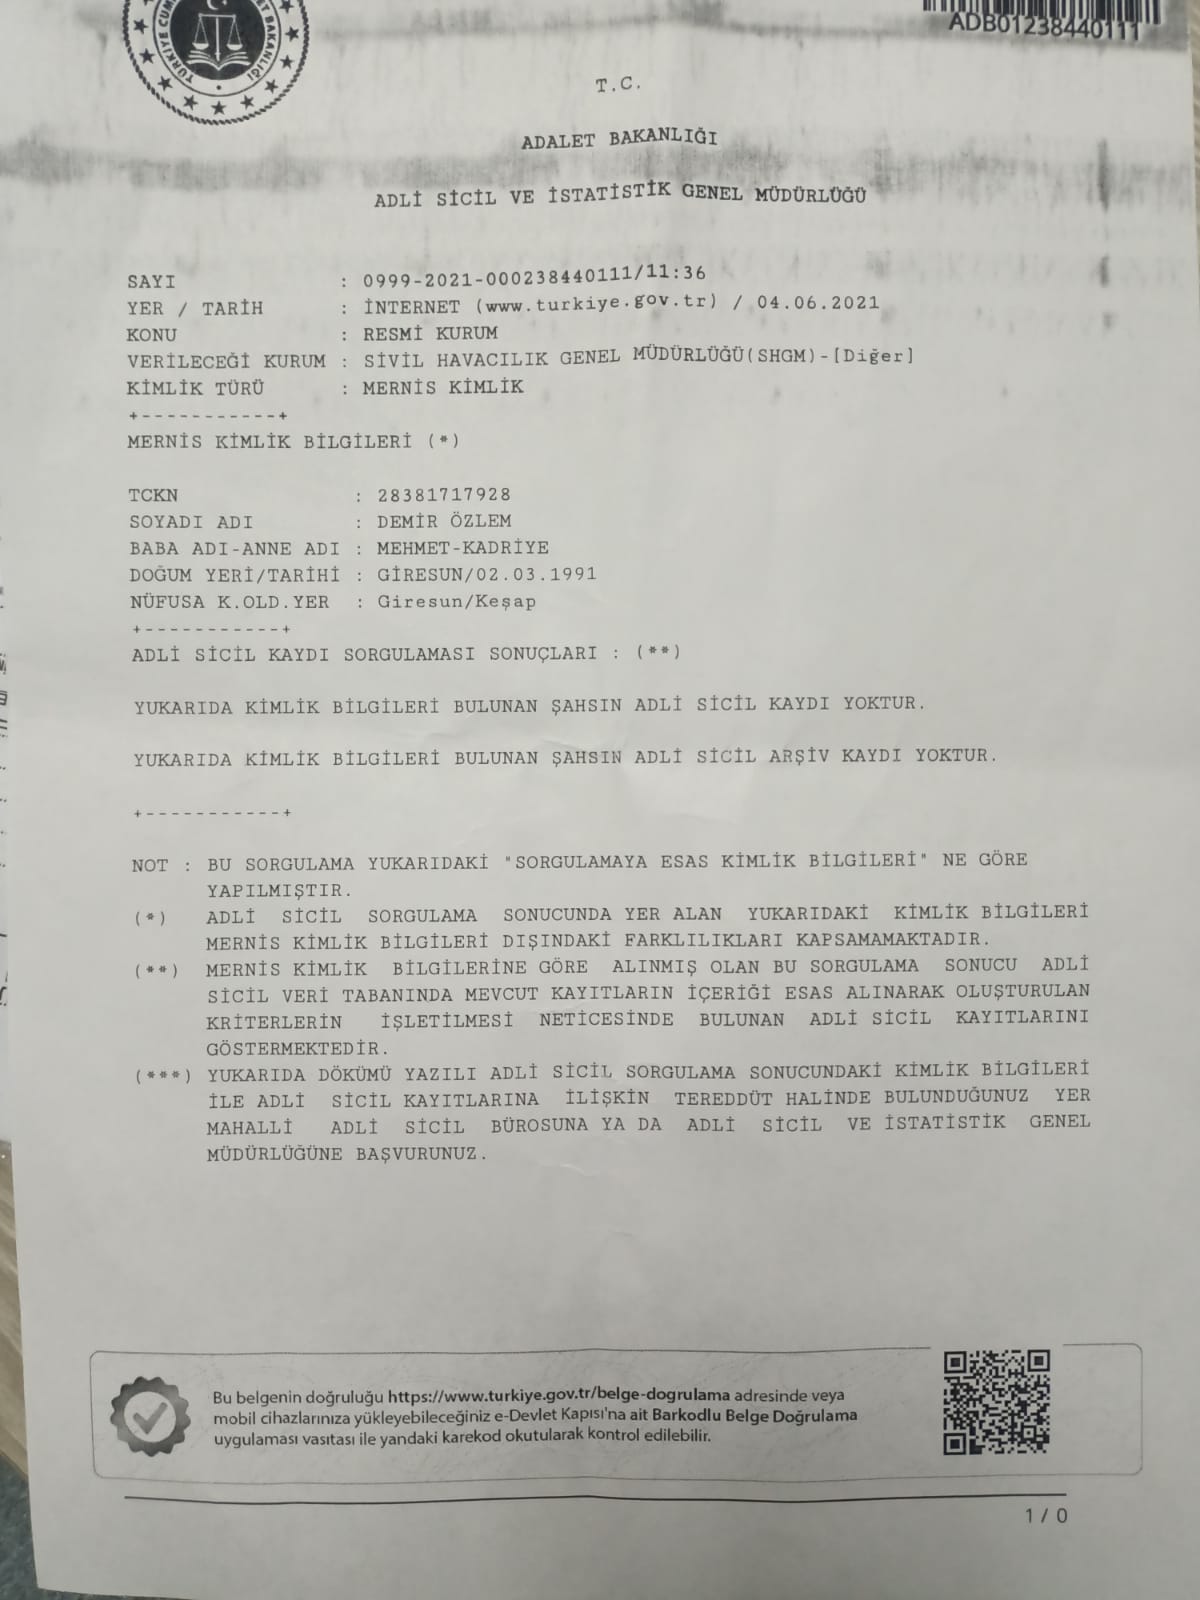 ADB01238440111
T.C.
ADALET BAKANLIĞI
ADLİ SİCİL VE İSTATİSTİK GENEL MÜDÜRLÜĞÜ
SAYI : 0999-2021-000238440111/11:36
YER / TARİH : İNTERNET (www.turkiye.gov.tr) / 04.06.2021
KONU : RESMİ KURUM
VERİLECEĞİ KURUM : SİVİL HAVACILIK GENEL MÜDÜRLÜĞÜ(SHGM)-[Diğer]
KİMLİK TÜRÜ : MERNİS KİMLİK
+-----------+
MERNİS KİMLİK BİLGİLERİ (*)
TCKN : 28381717928
SOYADI ADI : DEMİR ÖZLEM
BABA ADI-ANNE ADI : MEHMET-KADRİYE
DOĞUM YERİ/TARİHİ : GİRESUN/02.03.1991
NÜFUSA K.OLD.YER : Giresun/Keşap
+-----------+
ADLİ SİCİL KAYDI SORGULAMASI SONUÇLARI : (**)
YUKARIDA KİMLİK BİLGİLERİ BULUNAN ŞAHSIN ADLİ SİCİL KAYDI YOKTUR.
YUKARIDA KİMLİK BİLGİLERİ BULUNAN ŞAHSIN ADLİ SİCİL ARŞİV KAYDI YOKTUR.
+-----------+
NOT : BU SORGULAMA YUKARIDAKİ "SORGULAMAYA ESAS KİMLİK BİLGİLERİ" NE GÖRE
YAPILMIŞTIR.
(*) ADLİ SİCİL SORGULAMA SONUCUNDA YER ALAN YUKARIDAKİ KİMLİK BİLGİLERİ
MERNİS KİMLİK BİLGİLERİ DIŞINDAKİ FARKLILIKLARI KAPSAMAMAKTADIR.
(**) MERNİS KİMLİK BİLGİLERİNE GÖRE ALINMIŞ OLAN BU SORGULAMA SONUCU ADLİ
SİCİL VERİ TABANINDA MEVCUT KAYITLARIN İÇERİĞİ ESAS ALINARAK OLUŞTURULAN
KRİTERLERİN İŞLETİLMESİ NETİCESİNDE BULUNAN ADLİ SİCİL KAYITLARINI
GÖSTERMEKTEDİR.
(***) YUKARIDA DÖKÜMÜ YAZILI ADLİ SİCİL SORGULAMA SONUCUNDAKİ KİMLİK BİLGİLERİ
İLE ADLİ SİCİL KAYITLARINA İLİŞKİN TEREDDÜT HALİNDE BULUNDUĞUNUZ YER
MAHALLİ ADLİ SİCİL BÜROSUNA YA DA ADLİ SİCİL VE İSTATİSTİK GENEL
MÜDÜRLÜĞÜNE BAŞVURUNUZ.
Bu belgenin doğruluğu https://www.turkiye.gov.tr/belge-dogrulama adresinde veya
mobil cihazlarınıza yükleyebileceğiniz e-Devlet Kapısı'na ait Barkodlu Belge Doğrulama
uygulaması vasıtası ile yandaki karekod okutularak kontrol edilebilir.
1 / 0